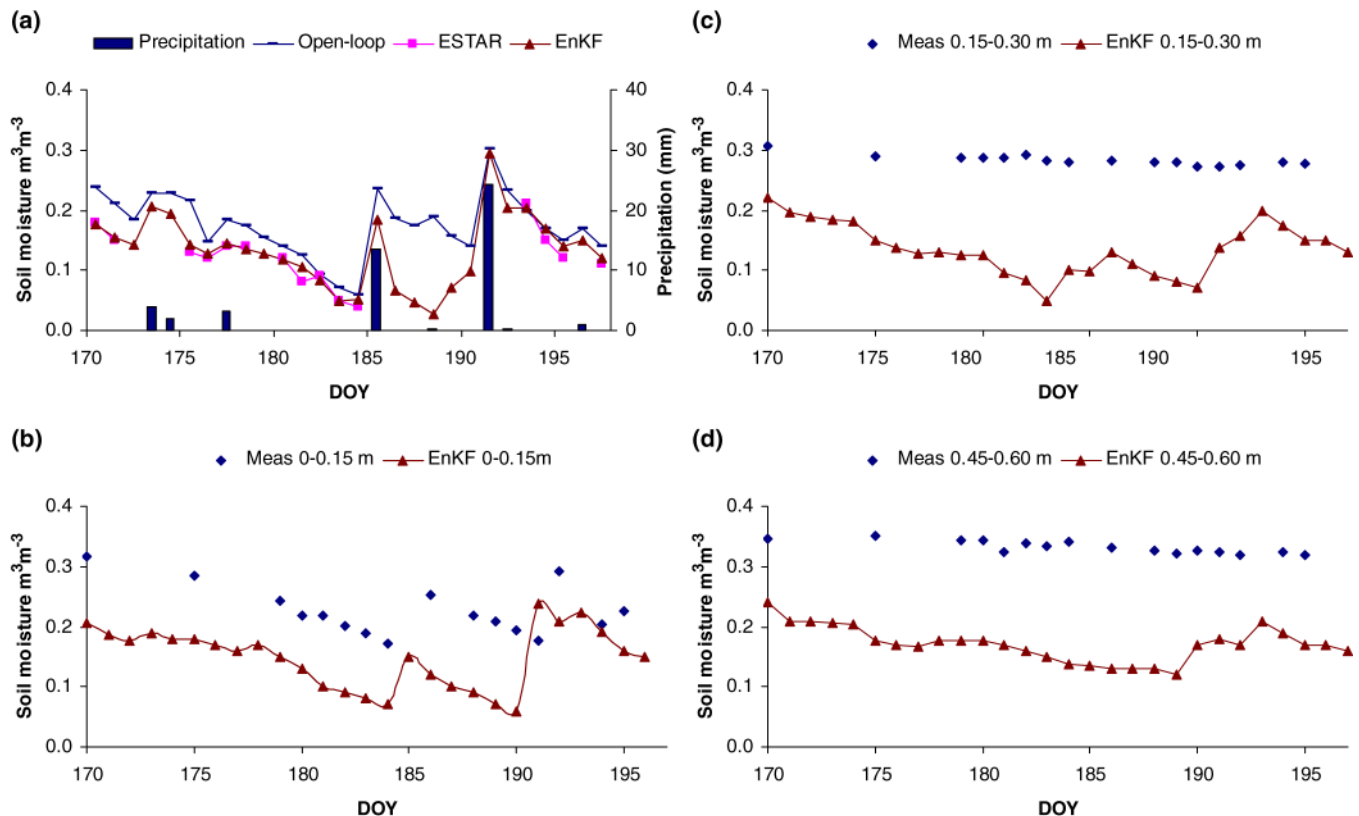 (a)
Precipitation Open-loop ESTAR EnKF
Soil moisture m³m⁻³
0.4
0.3
0.2
0.1
0.0
40
30
20
10
0
Precipitation (mm)
170 175 180 185 190 195
DOY
(c)
Meas 0.15-0.30 m EnKF 0.15-0.30 m
Soil moisture m³m⁻³
0.4
0.3
0.2
0.1
0.0
170 175 180 185 190 190 195
DOY
(b)
Meas 0-0.15 m EnKF 0-0.15m
Soil moisture m³m⁻³
0.4
0.3
0.2
0.1
0.0
170 175 180 185 190 195
DOY
(d)
Meas 0.45-0.60 m EnKF 0.45-0.60 m
Soil moisture m³m⁻³
0.4
0.3
0.2
0.1
0.0
170 175 180 185 190 190 195
DOY